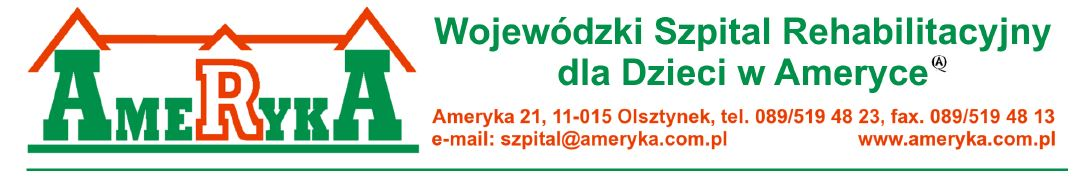 AMERYKA
Wojewódzki Szpital Rehabilitacyjny
dla Dzieci w Ameryce
Ameryka 21, 11-015 Olsztynek, tel. 089/519 48 23, fax. 089/519 48 13
e-mail: szpital@ameryka.com.pl www.ameryka.com.pl